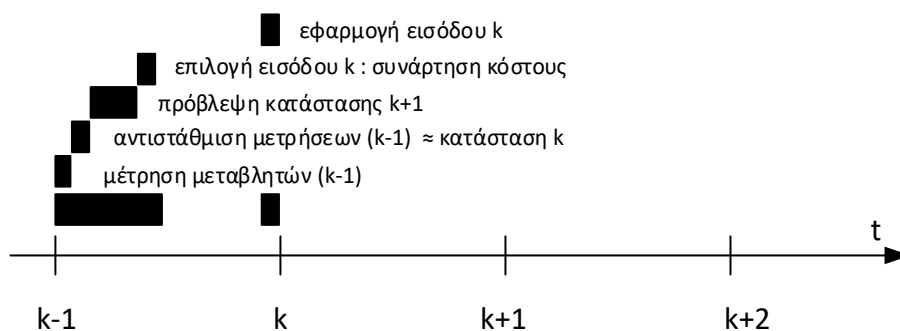 εφαρμογή εισόδου k
επιλογή εισόδου k : συνάρτηση κόστους
πρόβλεψη κατάστασης k+1
αντιστάθμιση μετρήσεων (k-1) ≈ κατάσταση k
μέτρηση μεταβλητών (k-1)
t
k-1 k k+1 k+2